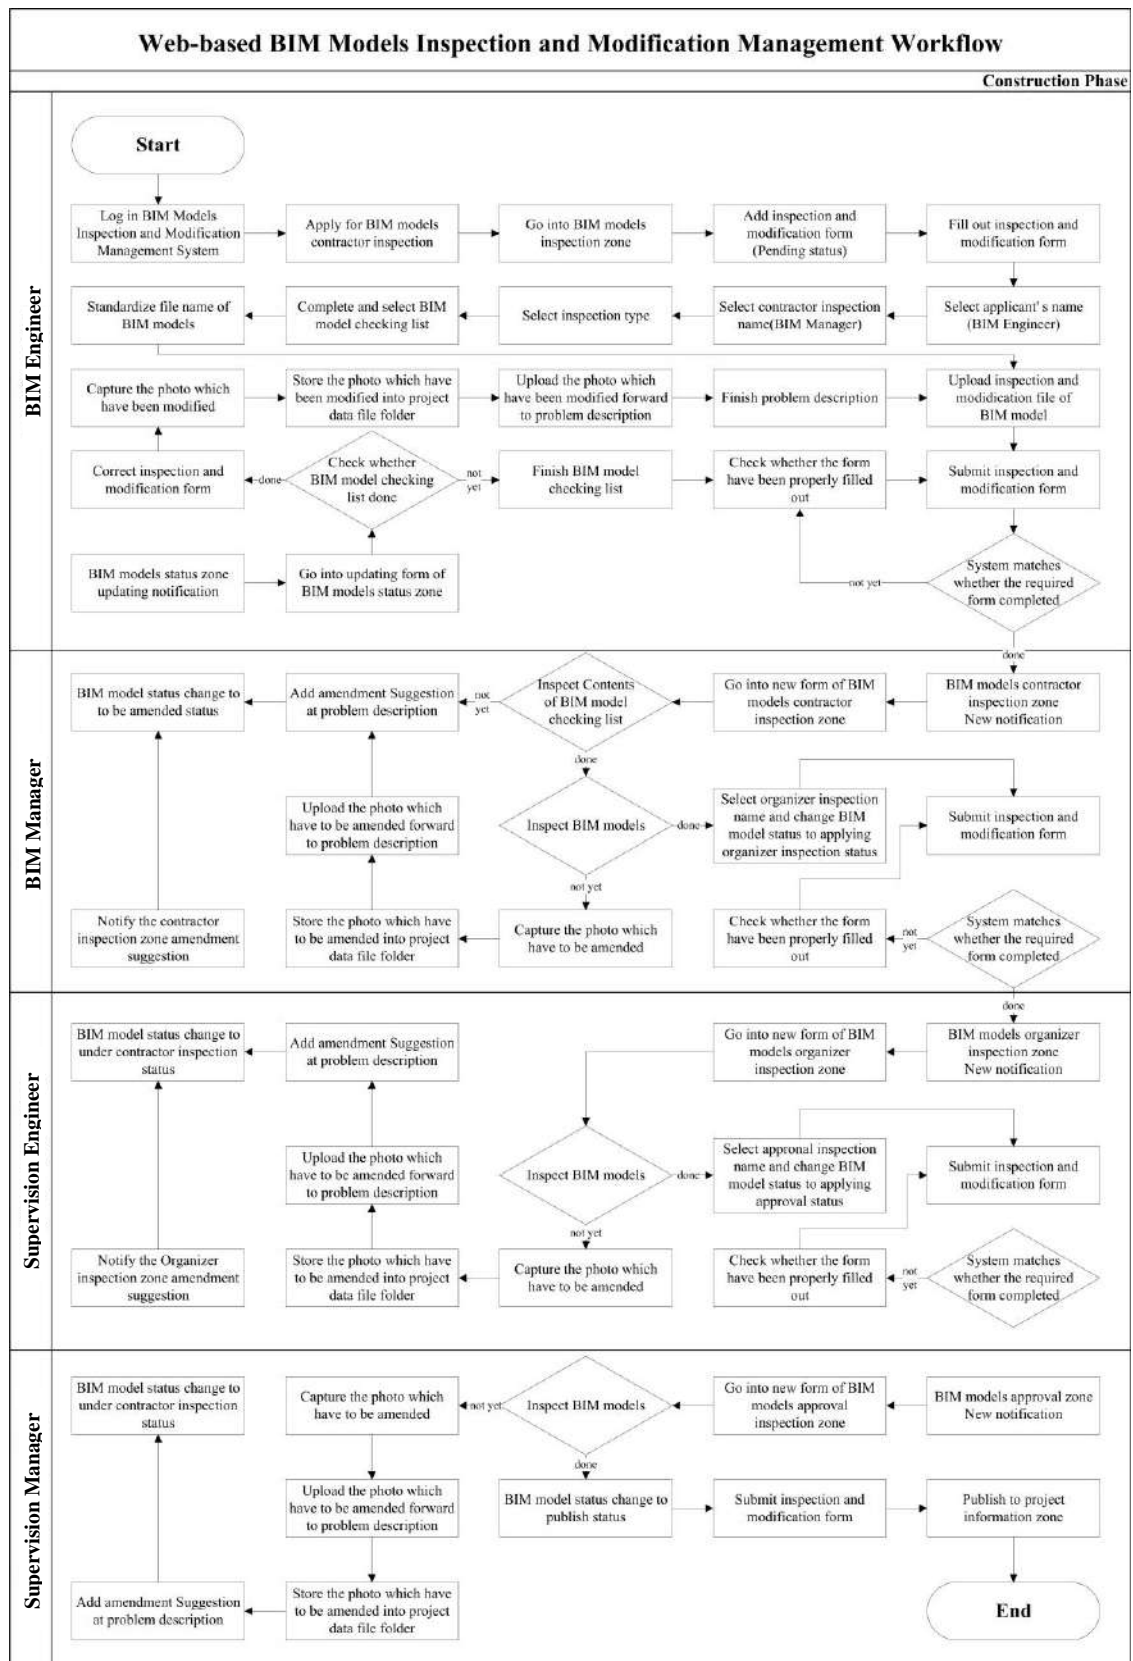 Web-based BIM Models Inspection and Modification Management Workflow
Construction Phase
BIM Engineer
Start
Log in BIM Models
Inspection and Modification
Management System
Apply for BIM models
contractor inspection
Go into BIM models
inspection zone
Add inspection and
modification form
(Pending status)
Fill out inspection and
modification form
Standardize file name of
BIM models
Complete and select BIM
model checking list
Select inspection type
Select contractor inspection
name(BIM Manager)
Select applicant's name
(BIM Engineer)
Capture the photo which
have been modified
Store the photo which have
been modified into project
data file folder
Upload the photo which
have been modified forward
to problem description
Finish problem description
Upload inspection and
modidication file of
BIM model
Correct inspection and
modification form
done
Check whether
BIM model checking
list done
not
yet
Finish BIM model
checking list
Check whether the form
have been properly filled
out
Submit inspection and
modification form
BIM models status zone
updating notification
Go into updating form of
BIM models status zone
not yet
System matches
whether the required
form completed
done
BIM Manager
BIM model status change to
to be amended status
Add amendment Suggestion
at problem description
not
yet
Inspect Contents
of BIM model
checking list
Go into new form of BIM
models contractor
inspection zone
BIM models contractor
inspection zone
New notification
done
Upload the photo which
have to be amended forward
to problem description
Inspect BIM models
done
Select organizer inspection
name and change BIM
model status to applying
organizer inspection status
Submit inspection and
modification form
not yet
Notify the contractor
inspection zone amendment
suggestion
Store the photo which have
to be amended into project
data file folder
Capture the photo which
have to be amended
Check whether the form
have been properly filled
out
not
yet
System matches
whether the required
form completed
done
Supervision Engineer
BIM model status change to
under contractor inspection
status
Add amendment Suggestion
at problem description
Go into new form of BIM
models organizer
inspection zone
BIM models organizer
inspection zone
New notification
Upload the photo which
have to be amended forward
to problem description
Inspect BIM models
done
Select appronal inspection
name and change BIM
model status to applying
approval status
Submit inspection and
modification form
not yet
Notify the Organizer
inspection zone amendment
suggestion
Store the photo which have
to be amended into project
data file folder
Capture the photo which
have to be amended
Check whether the form
have been properly filled
out
not
yet
System matches
whether the required
form completed
Supervision Manager
BIM model status change to
under contractor inspection
status
Capture the photo which
have to be amended
not yet
Inspect BIM models
Go into new form of BIM
models approval
inspection zone
BIM models approval zone
New notification
done
Upload the photo which
have to be amended forward
to problem description
BIM model status change to
publish status
Submit inspection and
modification form
Publish to project
information zone
Add amendment Suggestion
at problem description
Store the photo which have
to be amended into project
data file folder
End